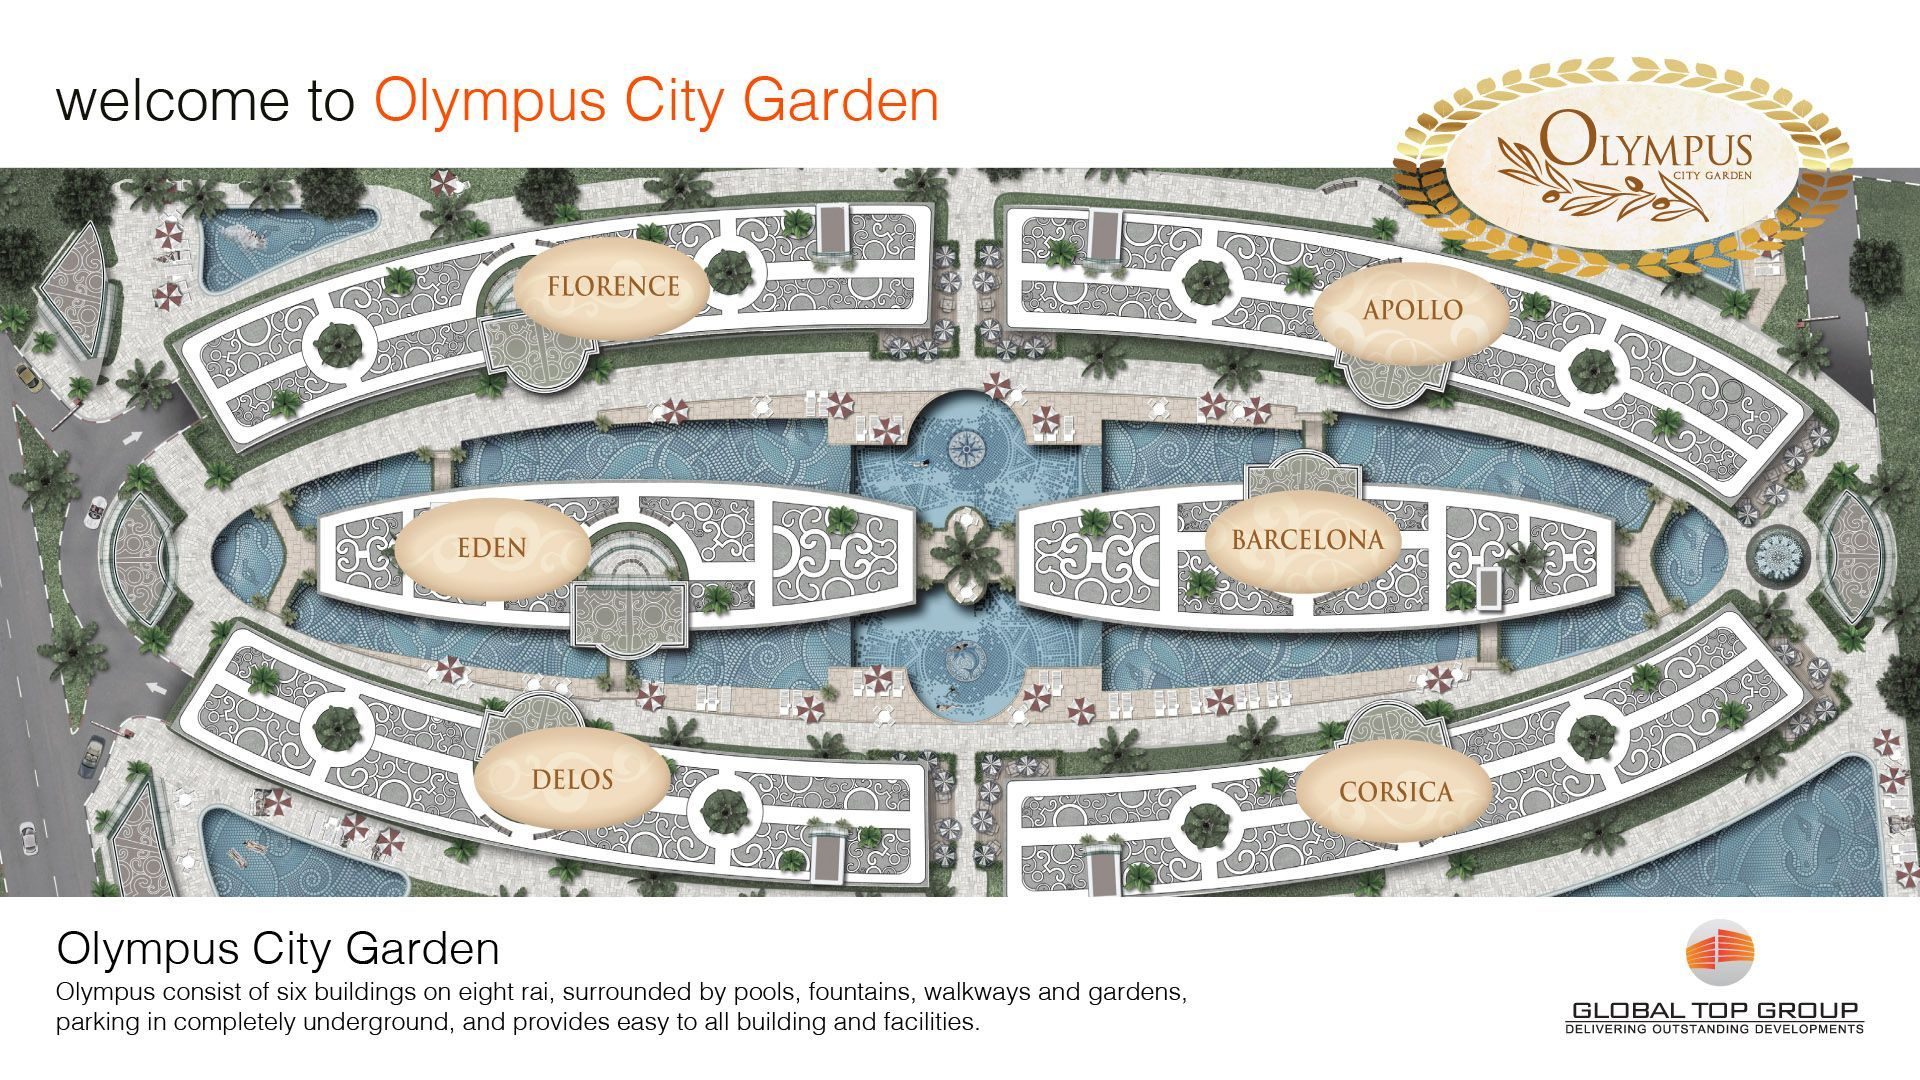 welcome to Olympus City Garden
OLYMPUS
CITY GARDEN
FLORENCE
APOLLO
EDEN
BARCELONA
DELOS
CORSICA
Olympus City Garden
Olympus consist of six buildings on eight rai, surrounded by pools, fountains, walkways and gardens,
parking in completely underground, and provides easy to all building and facilities.
GLOBAL TOP GROUP
DELIVERING OUTSTANDING DEVELOPMENTS